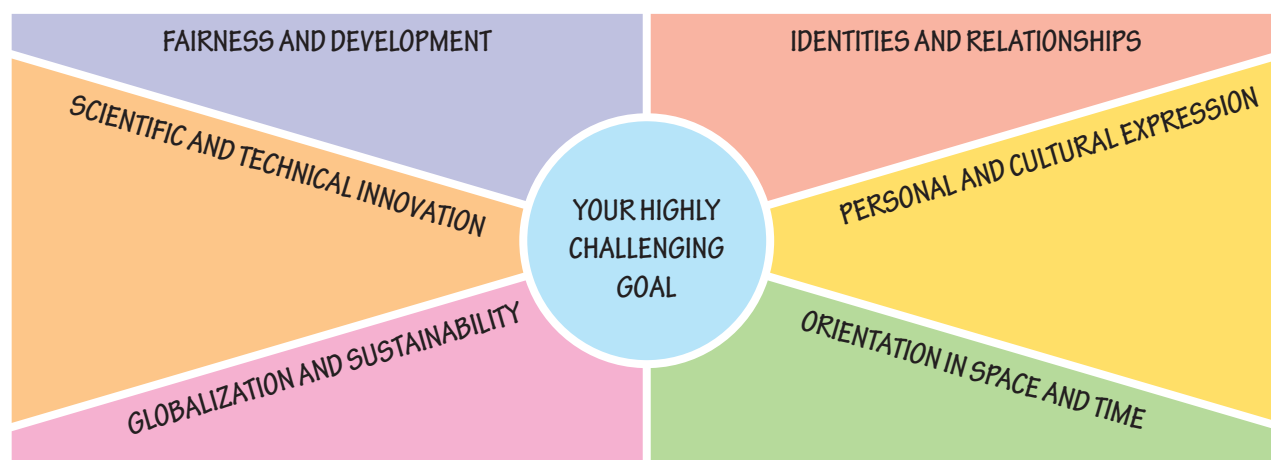 FAIRNESS AND DEVELOPMENT
IDENTITIES AND RELATIONSHIPS
SCIENTIFIC AND TECHNICAL INNOVATION
PERSONAL AND CULTURAL EXPRESSION
YOUR HIGHLY
CHALLENGING
GOAL
GLOBALIZATION AND SUSTAINABILITY
ORIENTATION IN SPACE AND TIME